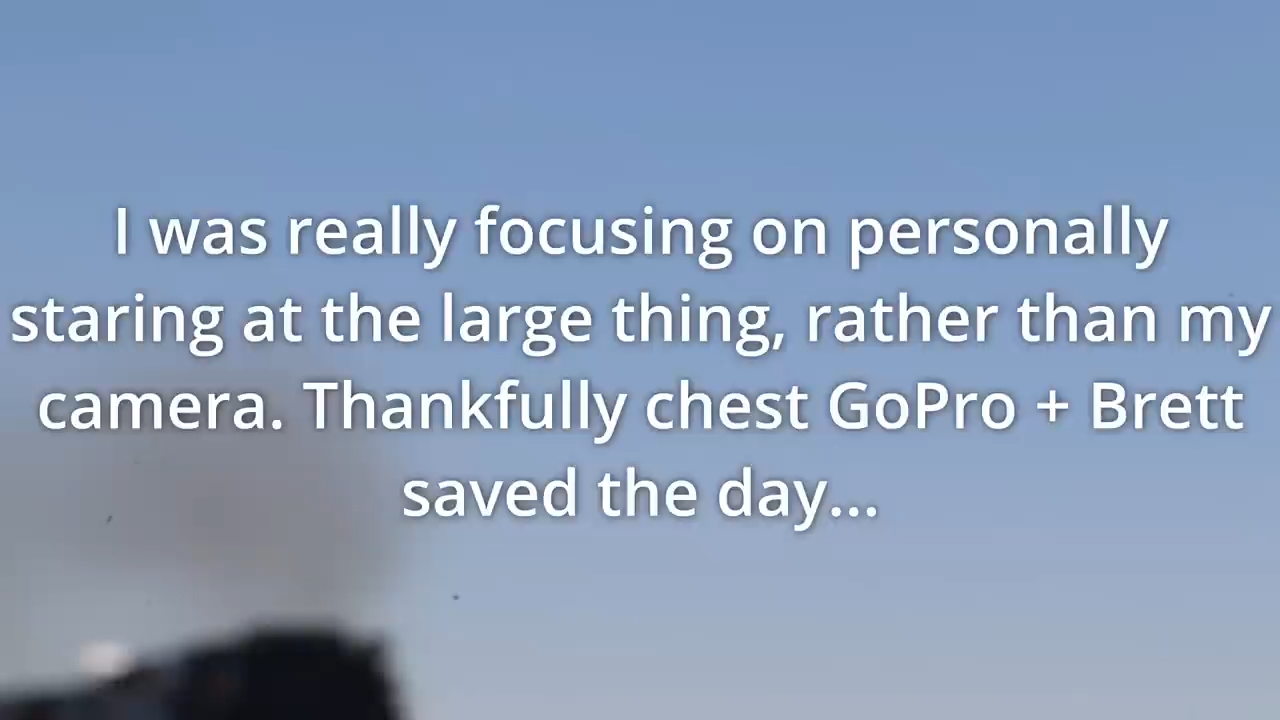 I was really focusing on personally
staring at the large thing, rather than my
camera. Thankfully chest GoPro + Brett
saved the day...